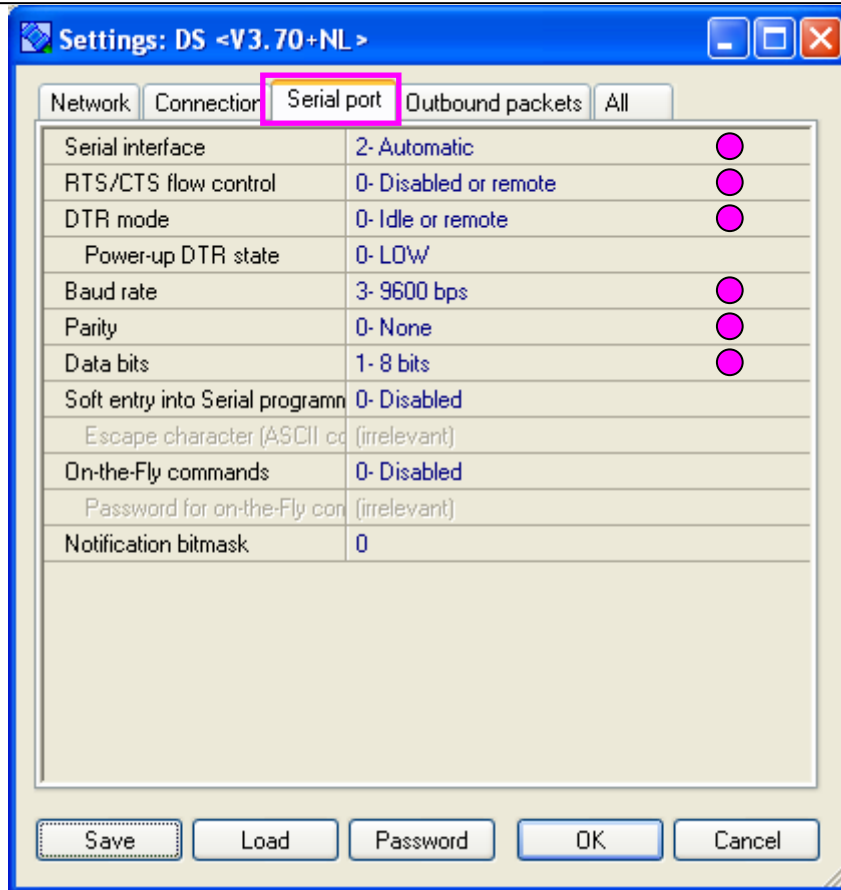 Settings: DS <V3.70+NL>
Network Connection Serial port Outbound packets All
Serial interface 2- Automatic
RTS/CTS flow control 0- Disabled or remote
DTR mode 0- Idle or remote
Power-up DTR state 0- LOW
Baud rate 3- 9600 bps
Parity 0- None
Data bits 1- 8 bits
Soft entry into Serial programm 0- Disabled
Escape character (ASCII co (irrelevant)
On-the-Fly commands 0- Disabled
Password for on-the-Fly con (irrelevant)
Notification bitmask 0
Save Load Password OK Cancel